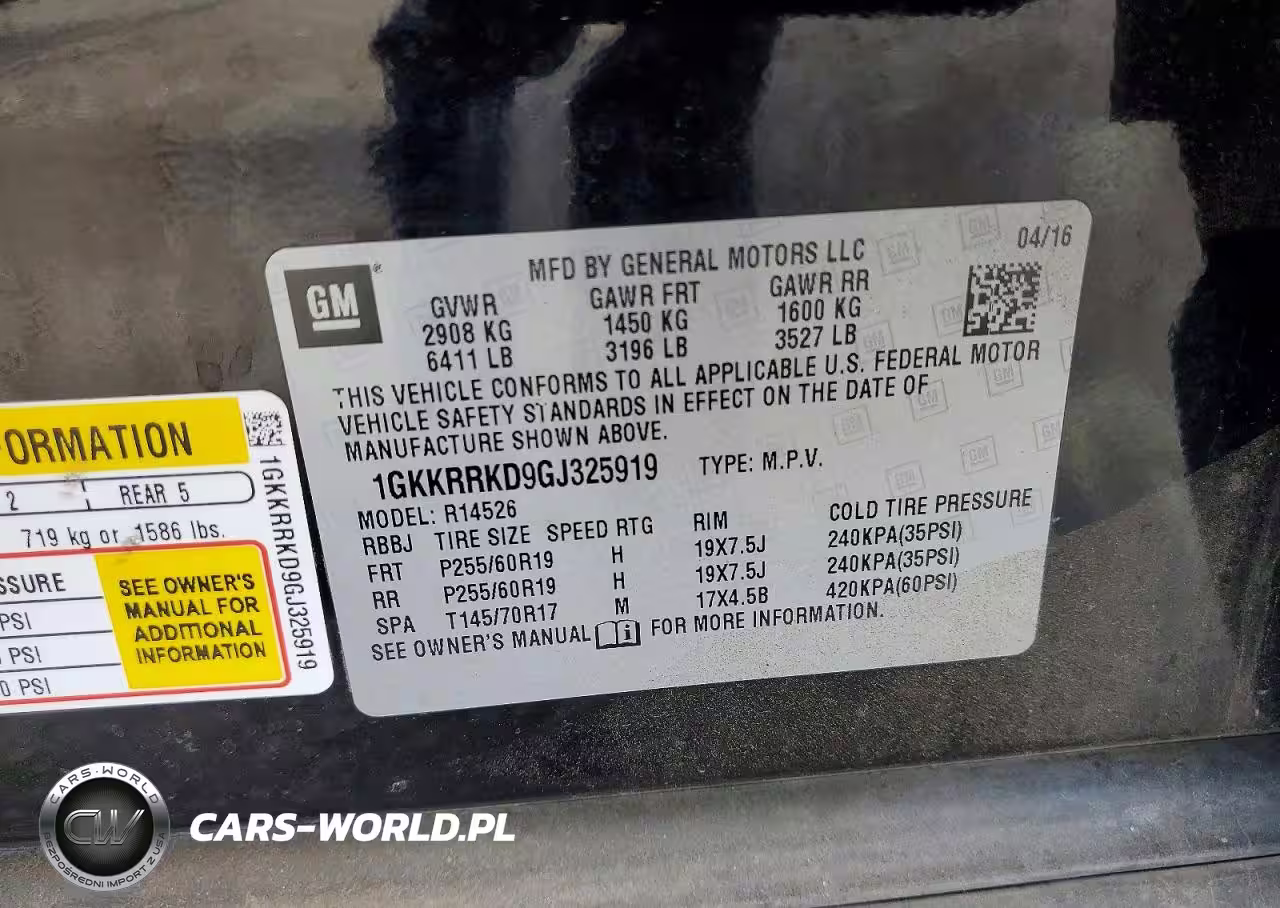 GM
®
MFD BY GENERAL MOTORS LLC
04/16
GVWR GAWR FRT GAWR RR
2908 KG 1450 KG 1600 KG
6411 LB 3196 LB 3527 LB
THIS VEHICLE CONFORMS TO ALL APPLICABLE U.S. FEDERAL MOTOR
VEHICLE SAFETY STANDARDS IN EFFECT ON THE DATE OF
MANUFACTURE SHOWN ABOVE.
1GKKRRKD9GJ325919 TYPE: M.P.V.
MODEL: R14526
RBBJ TIRE SIZE SPEED RTG RIM COLD TIRE PRESSURE
FRT P255/60R19 H 19X7.5J 240KPA(35PSI)
RR P255/60R19 H 19X7.5J 240KPA(35PSI)
SPA T145/70R17 M 17X4.5B 420KPA(60PSI)
SEE OWNER'S MANUAL FOR MORE INFORMATION.
ORMATION
2 REAR 5
719 kg or 1586 lbs.
SSURE
PSI
PSI
0 PSI
SEE OWNER'S
MANUAL FOR
ADDITIONAL
INFORMATION
1GKKRRKD9GJ325919
CARS-WORLD
CW
BEZPOŚREDNI IMPORT Z USA
CARS-WORLD.PL